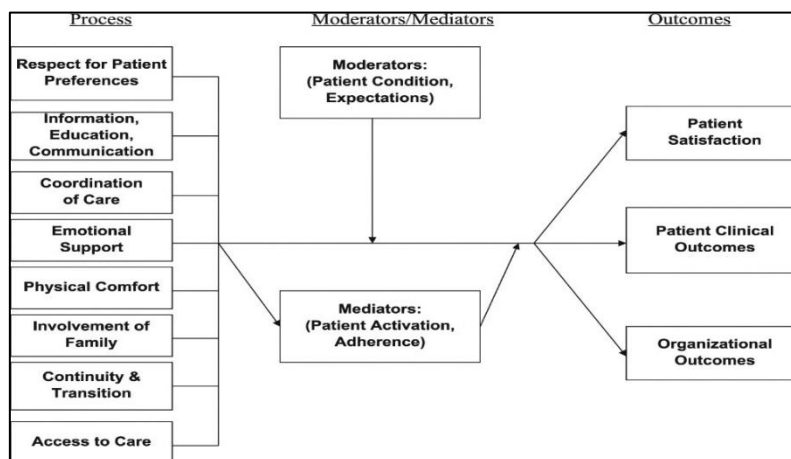 Process
Moderators/Mediators
Outcomes
Respect for Patient
Preferences
Information,
Education,
Communication
Coordination
of Care
Emotional
Support
Physical Comfort
Involvement of
Family
Continuity &
Transition
Access to Care
Moderators:
(Patient Condition,
Expectations)
Mediators:
(Patient Activation,
Adherence)
Patient
Satisfaction
Patient Clinical
Outcomes
Organizational
Outcomes